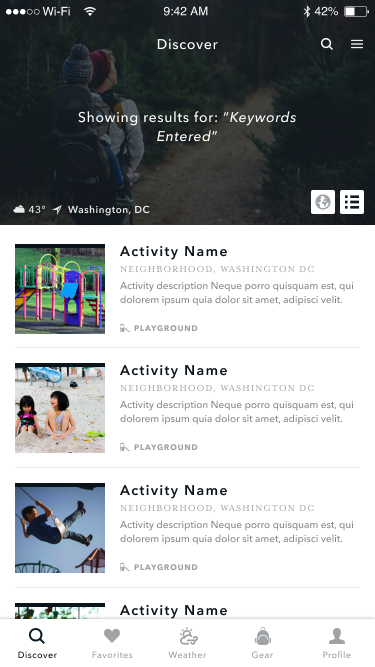 Wi-Fi 9:42 AM 42%
Discover
Showing results for: “Keywords
Entered”
43° Washington, DC
Activity Name
NEIGHBORHOOD, WASHINGTON DC
Activity description Neque porro quisquam est, qui
dolorem ipsum quia dolor sit amet, adipisci velit.
PLAYGROUND
Activity Name
NEIGHBORHOOD, WASHINGTON DC
Activity description Neque porro quisquam est, qui
dolorem ipsum quia dolor sit amet, adipisci velit.
PLAYGROUND
Activity Name
NEIGHBORHOOD, WASHINGTON DC
Activity description Neque porro quisquam est, qui
dolorem ipsum quia dolor sit amet, adipisci velit.
PLAYGROUND
Activity Name
Discover Favorites Weather Gear Profile